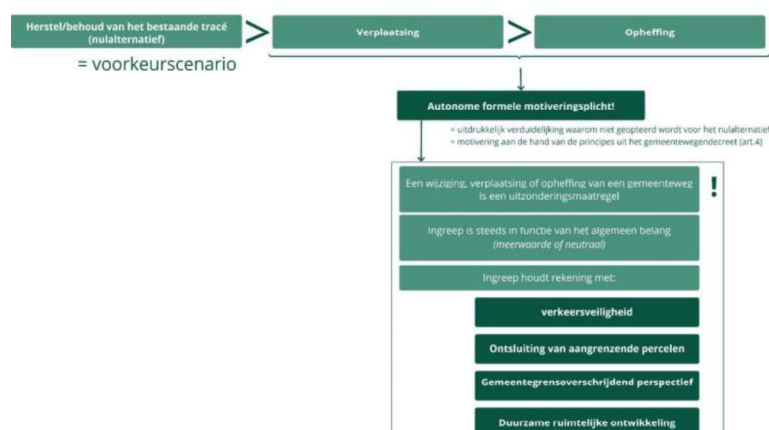 Herstel/behoud van het bestaande tracé
(nulalternatief)
>
Verplaatsing
>
Opheffing
= voorkeurscenario
Autonome formele motiveringsplicht!
= uitdrukkelijk verduidelijking waarom niet geopteerd wordt voor het nulalternatief
= motivering aan de hand van de principes uit het gemeentewegendecreet (art.4)
Een wijziging, verplaatsing of opheffing van een gemeenteweg
is een uitzonderingsmaatregel
!
Ingreep is steeds in functie van het algemeen belang
(meerwaarde of neutraal)
Ingreep houdt rekening met:
verkeersveiligheid
Ontsluiting van aangrenzende percelen
Gemeentegrensoverschrijdend perspectief
Duurzame ruimtelijke ontwikkeling